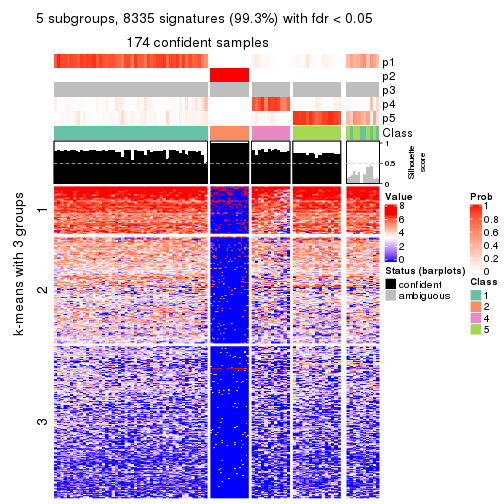 5 subgroups, 8335 signatures (99.3%) with fdr < 0.05
174 confident samples
p1
p2
p3
p4
p5
Class
1
0.5
0
Silhouette
score
k-means with 3 groups
1
2
3
Value
8
6
4
2
0
Status (barplots)
confident
ambiguous
Prob
1
0.8
0.6
0.4
0.2
0
Class
1
2
4
5